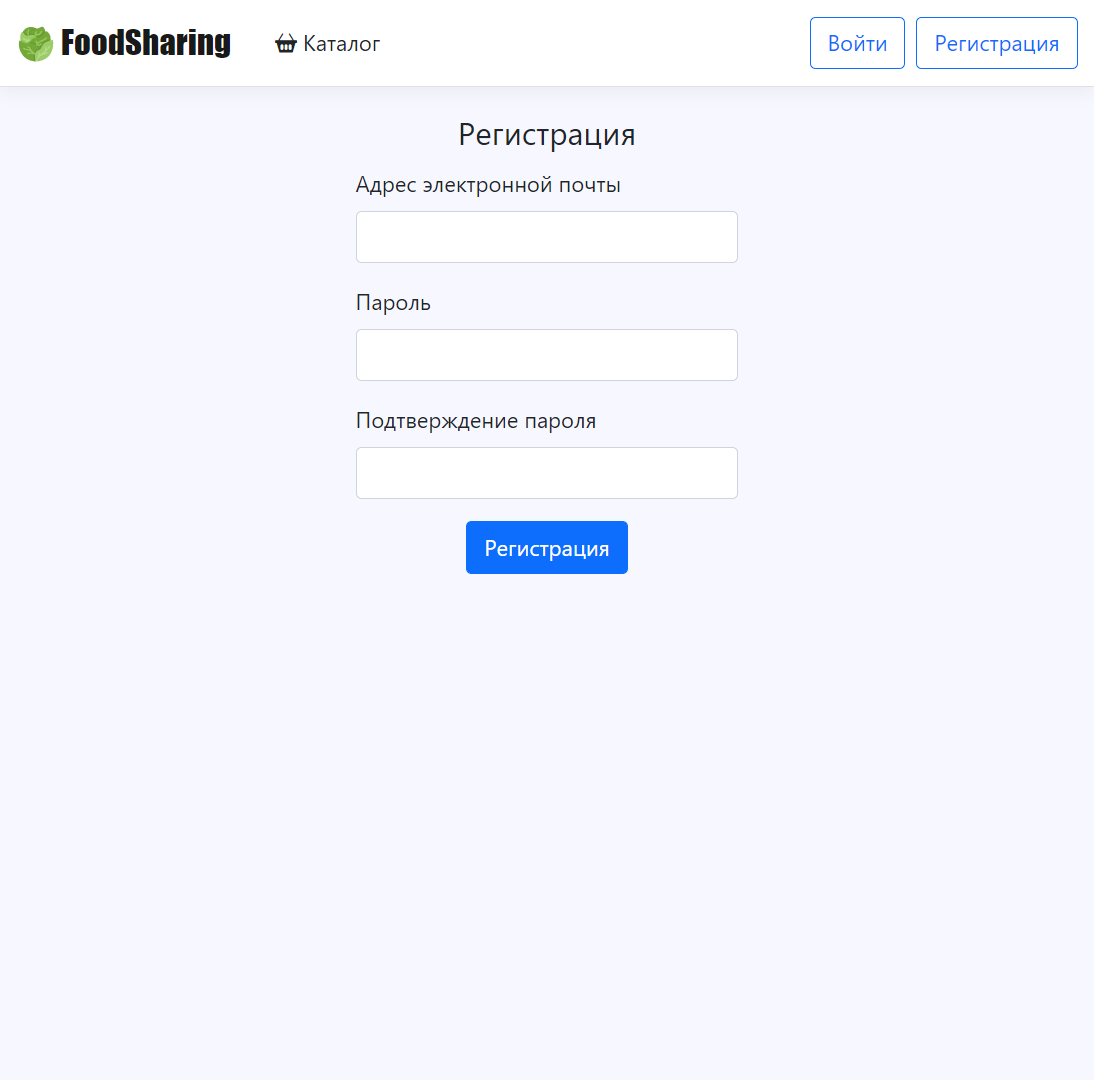 FoodSharing Каталог Войти Регистрация
Регистрация
Адрес электронной почты
Пароль
Подтверждение пароля
Регистрация